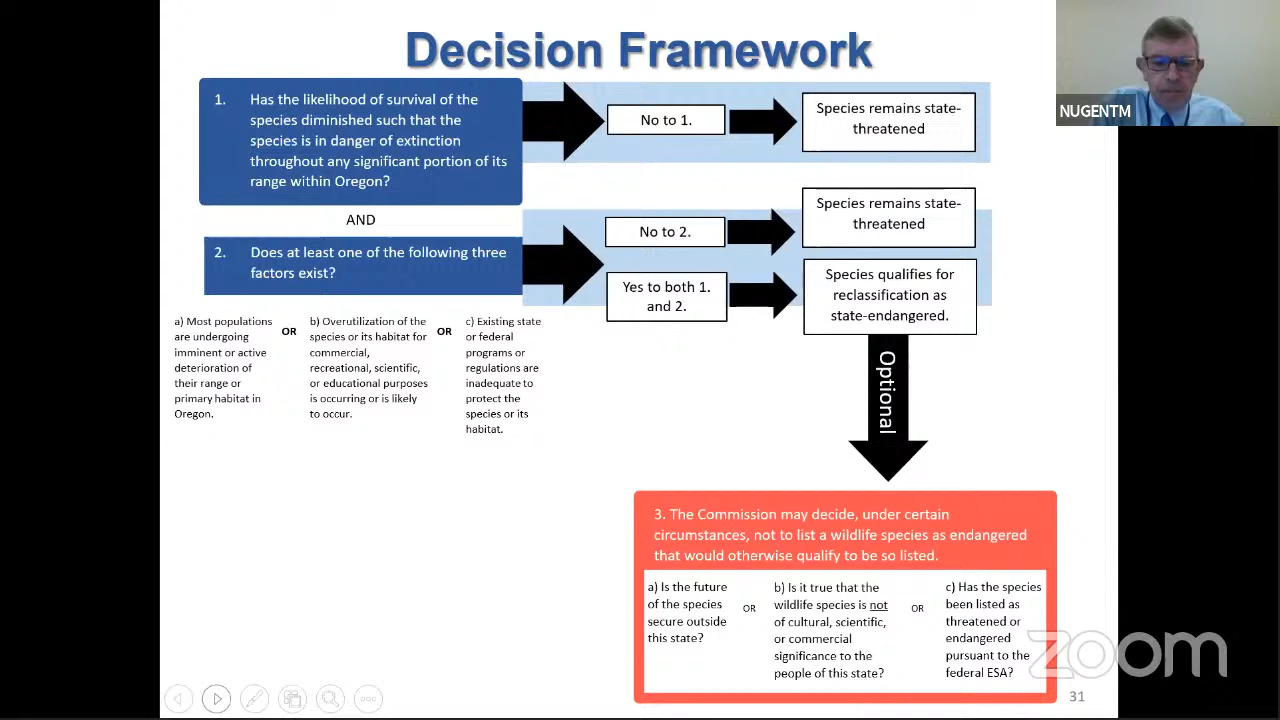 Decision Framework
NUGENTM
1. Has the likelihood of survival of the
species diminished such that the
species is in danger of extinction
throughout any significant portion of its
range within Oregon?
No to 1.
Species remains state-
threatened
AND
2. Does at least one of the following three
factors exist?
No to 2.
Species remains state-
threatened
Yes to both 1.
and 2.
Species qualifies for
reclassification as
state-endangered.
a) Most populations
are undergoing
imminent or active
deterioration of
their range or
primary habitat in
Oregon.
OR
b) Overutilization of the
species or its habitat for
commercial,
recreational, scientific,
or educational purposes
is occurring or is likely
to occur.
OR
c) Existing state
or federal
programs or
regulations are
inadequate to
protect the
species or its
habitat.
Optional
3. The Commission may decide, under certain
circumstances, not to list a wildlife species as endangered
that would otherwise qualify to be so listed.
a) Is the future
of the species
secure outside
this state?
OR
b) Is it true that the
wildlife species is not
of cultural, scientific,
or commercial
significance to the
people of this state?
OR
c) Has the species
been listed as
threatened or
endangered
pursuant to the
federal ESA?
zoom
31